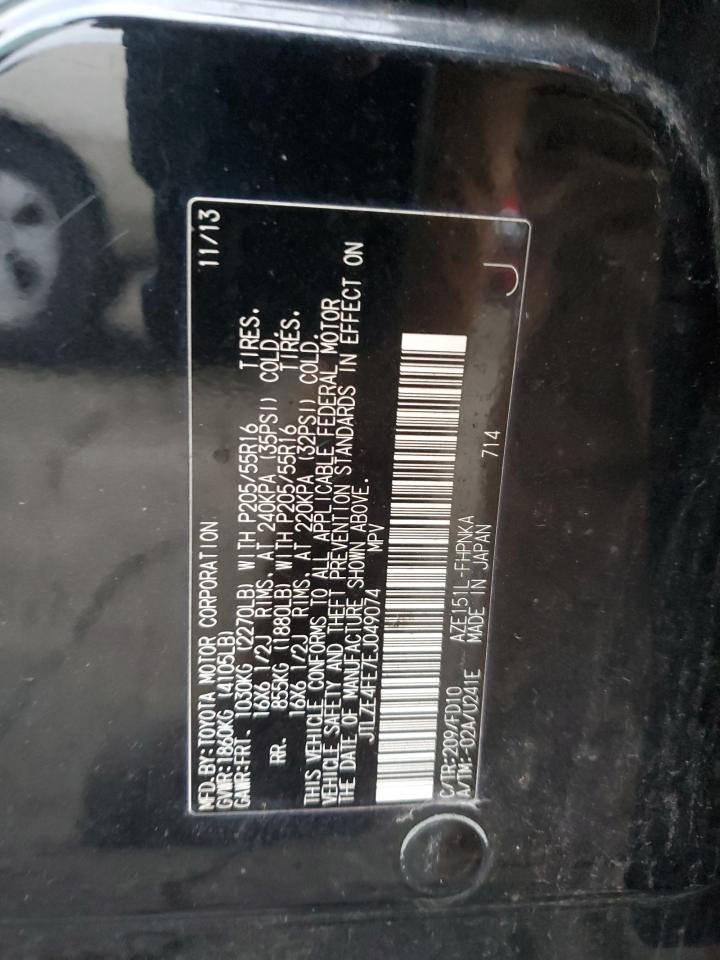 MFD.BY:TOYOTA MOTOR CORPORATION 11/13
GVWR:1860KG (4105LB)
GAWR:FRT. 1030KG (2270LB) WITH P205/55R16 TIRES.
16X6 1/2J RIMS. AT 240KPA (35PSI) COLD.
RR. 855KG (1880LB) WITH P205/55R16 TIRES.
16X6 1/2J RIMS. AT 220KPA (32PSI) COLD.
THIS VEHICLE CONFORMS TO ALL APPLICABLE FEDERAL MOTOR
VEHICLE SAFETY AND THEFT PREVENTION STANDARDS IN EFFECT ON
THE DATE OF MANUFACTURE SHOWN ABOVE.
JTLZE4FE7EJ049074 MPV
C/TR:209/FD10 AZE151L-FHPNKA 714
A/TM:-02A/U241E MADE IN JAPAN
J